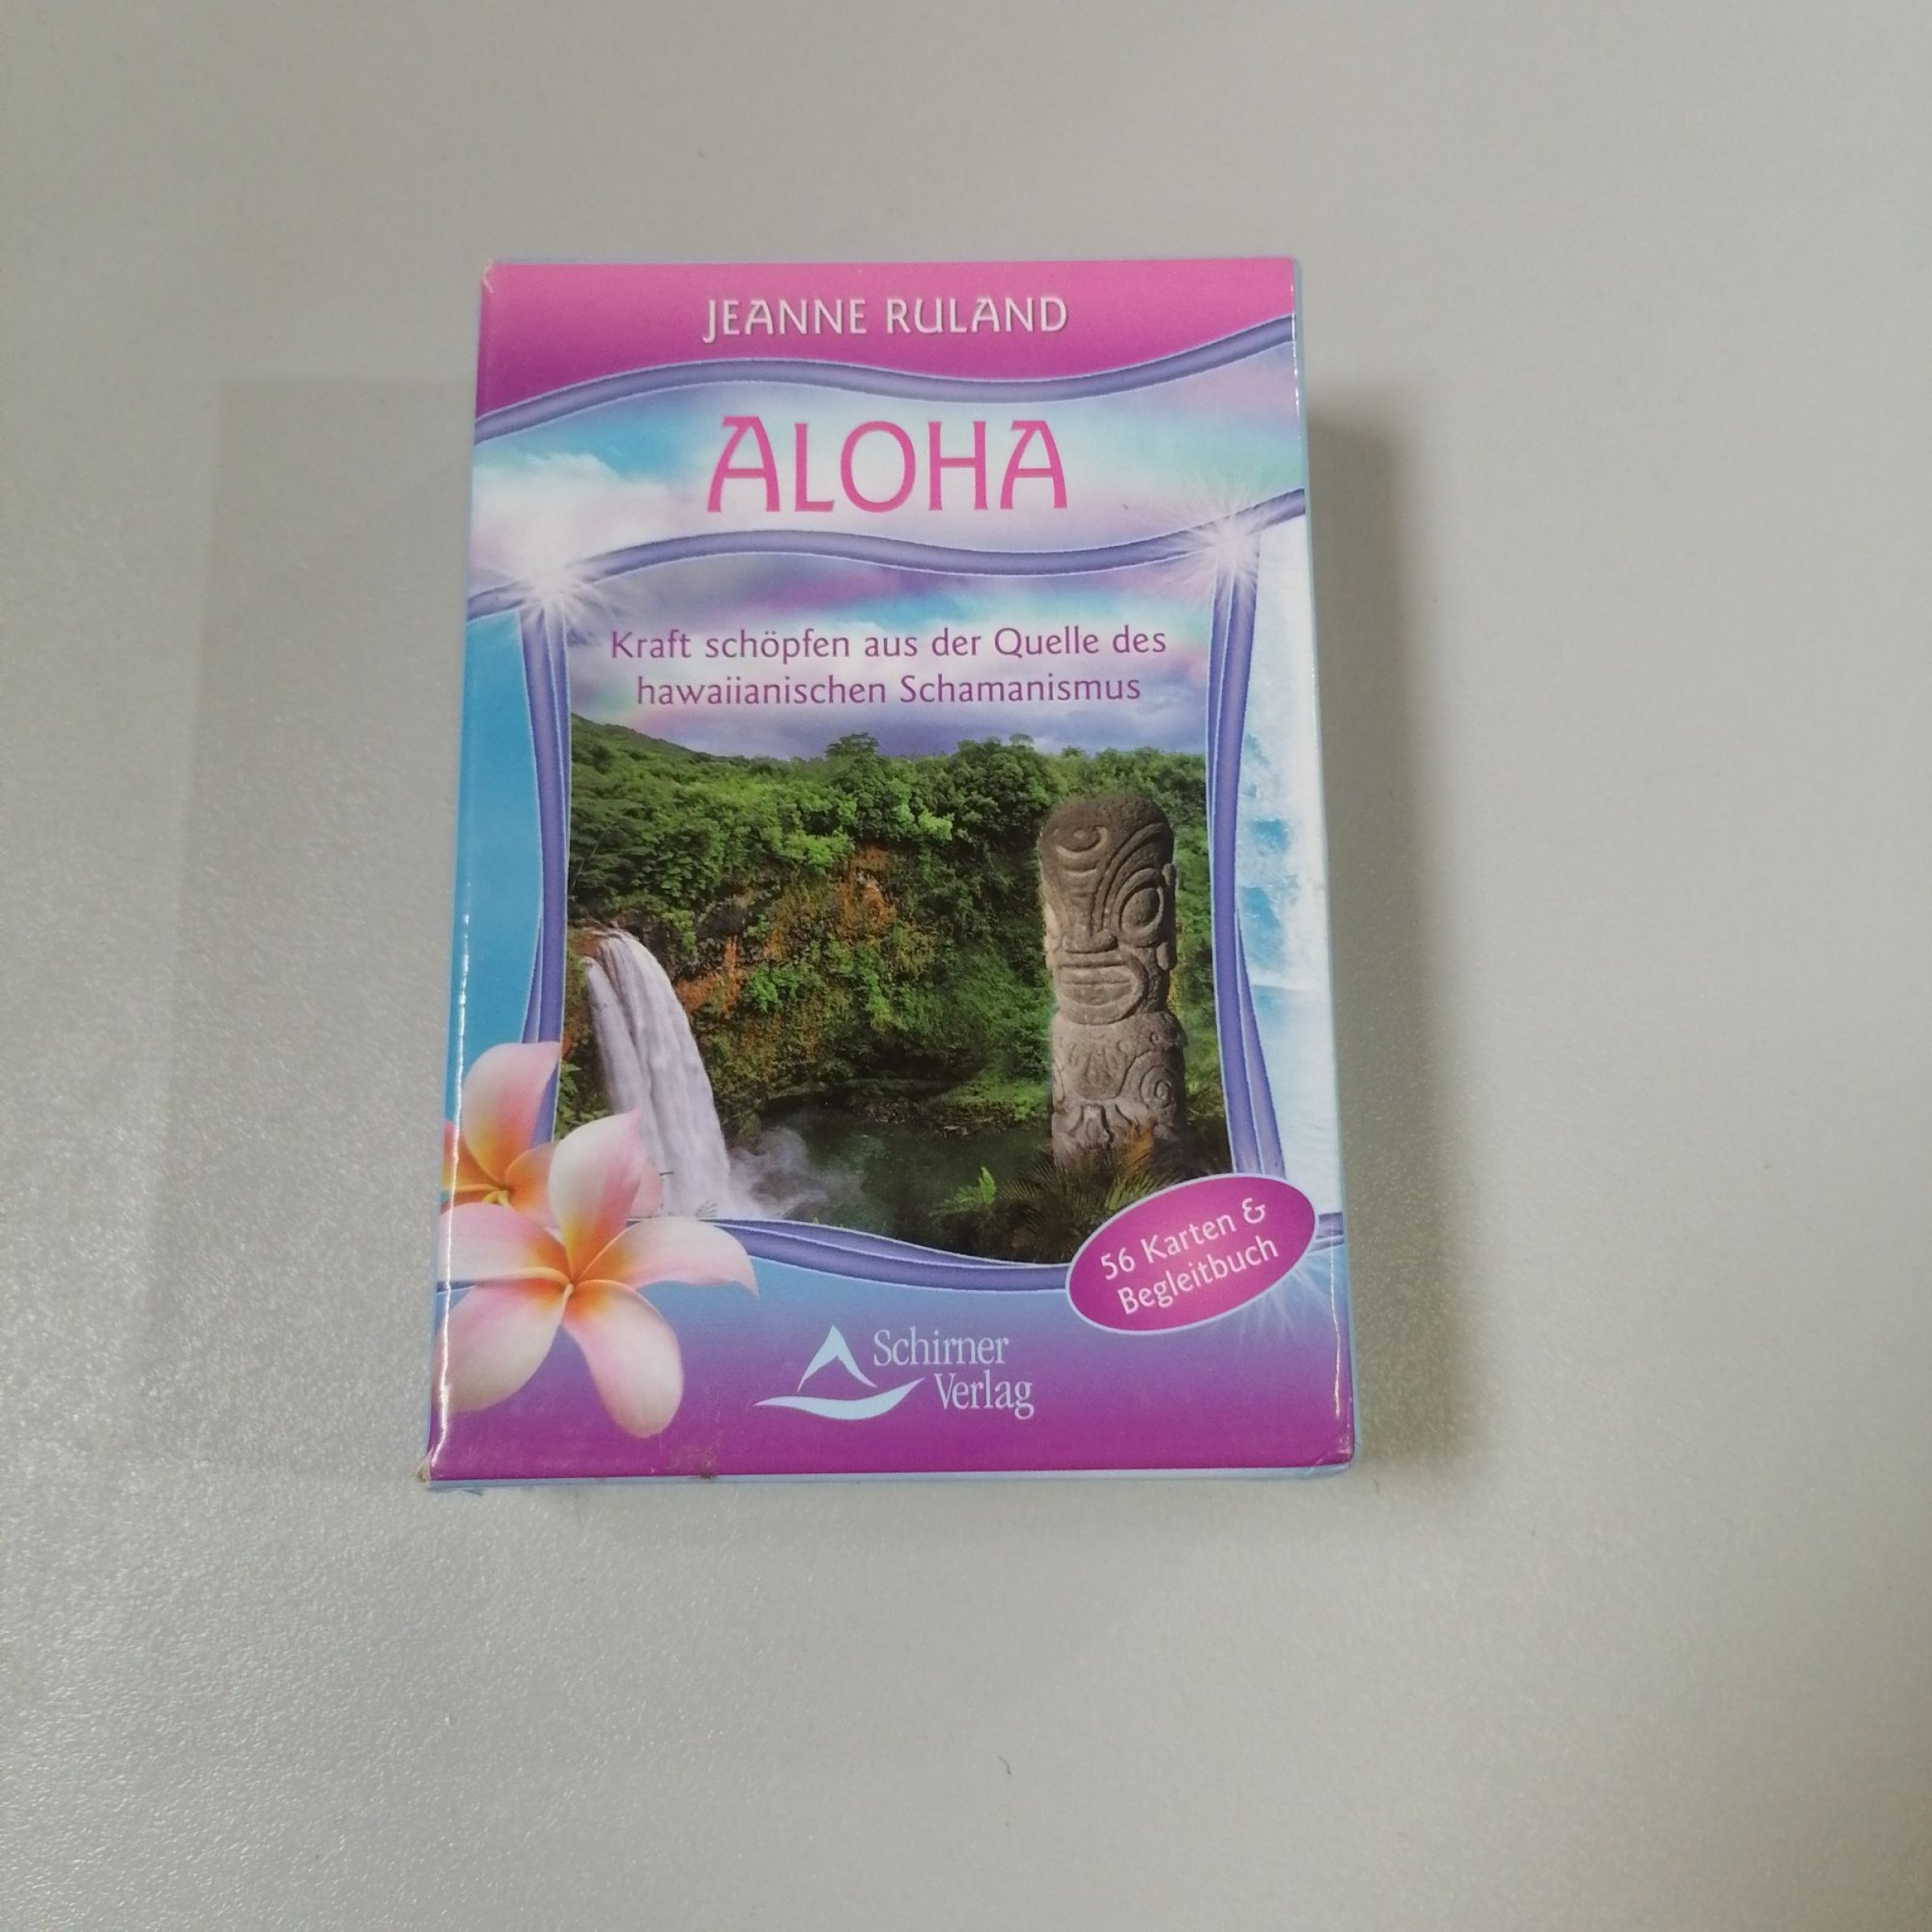 JEANNE RULAND
ALOHA
Kraft schöpfen aus der Quelle des
hawaiianischen Schamanismus
56 Karten &
Begleitbuch
Schirner
Verlag